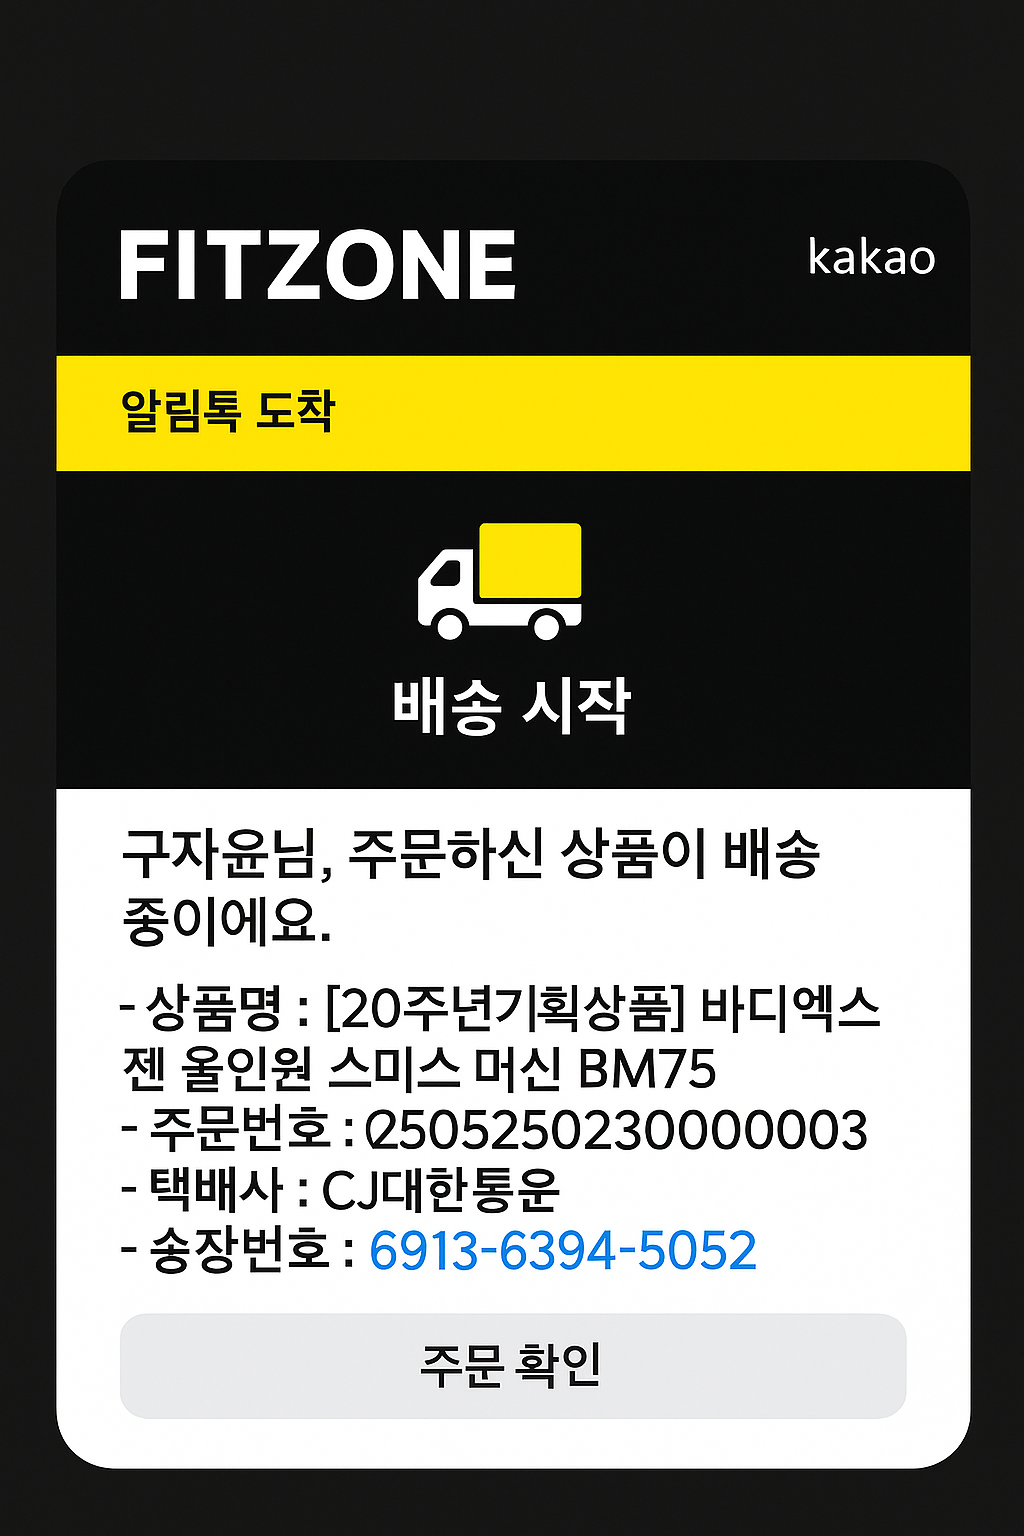 FITZONE
kakao
알림톡 도착
배송 시작
구자윤님, 주문하신 상품이 배송
중이에요.
- 상품명 : [20주년기획상품] 바디엑스
젠 올인원 스미스 머신 BM75
- 주문번호 : 2505250230000003
- 택배사 : CJ대한통운
- 송장번호 : 6913-6394-5052
주문 확인